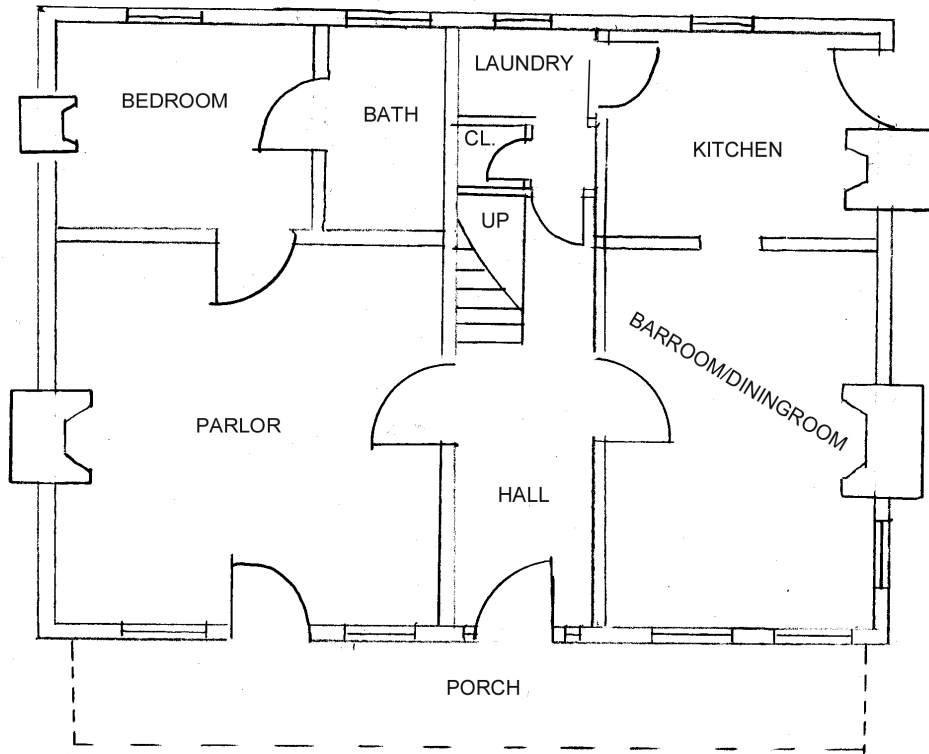 LAUNDRY
BEDROOM
BATH
CL.
KITCHEN
UP
BARROOM/DININGROOM
PARLOR
HALL
PORCH